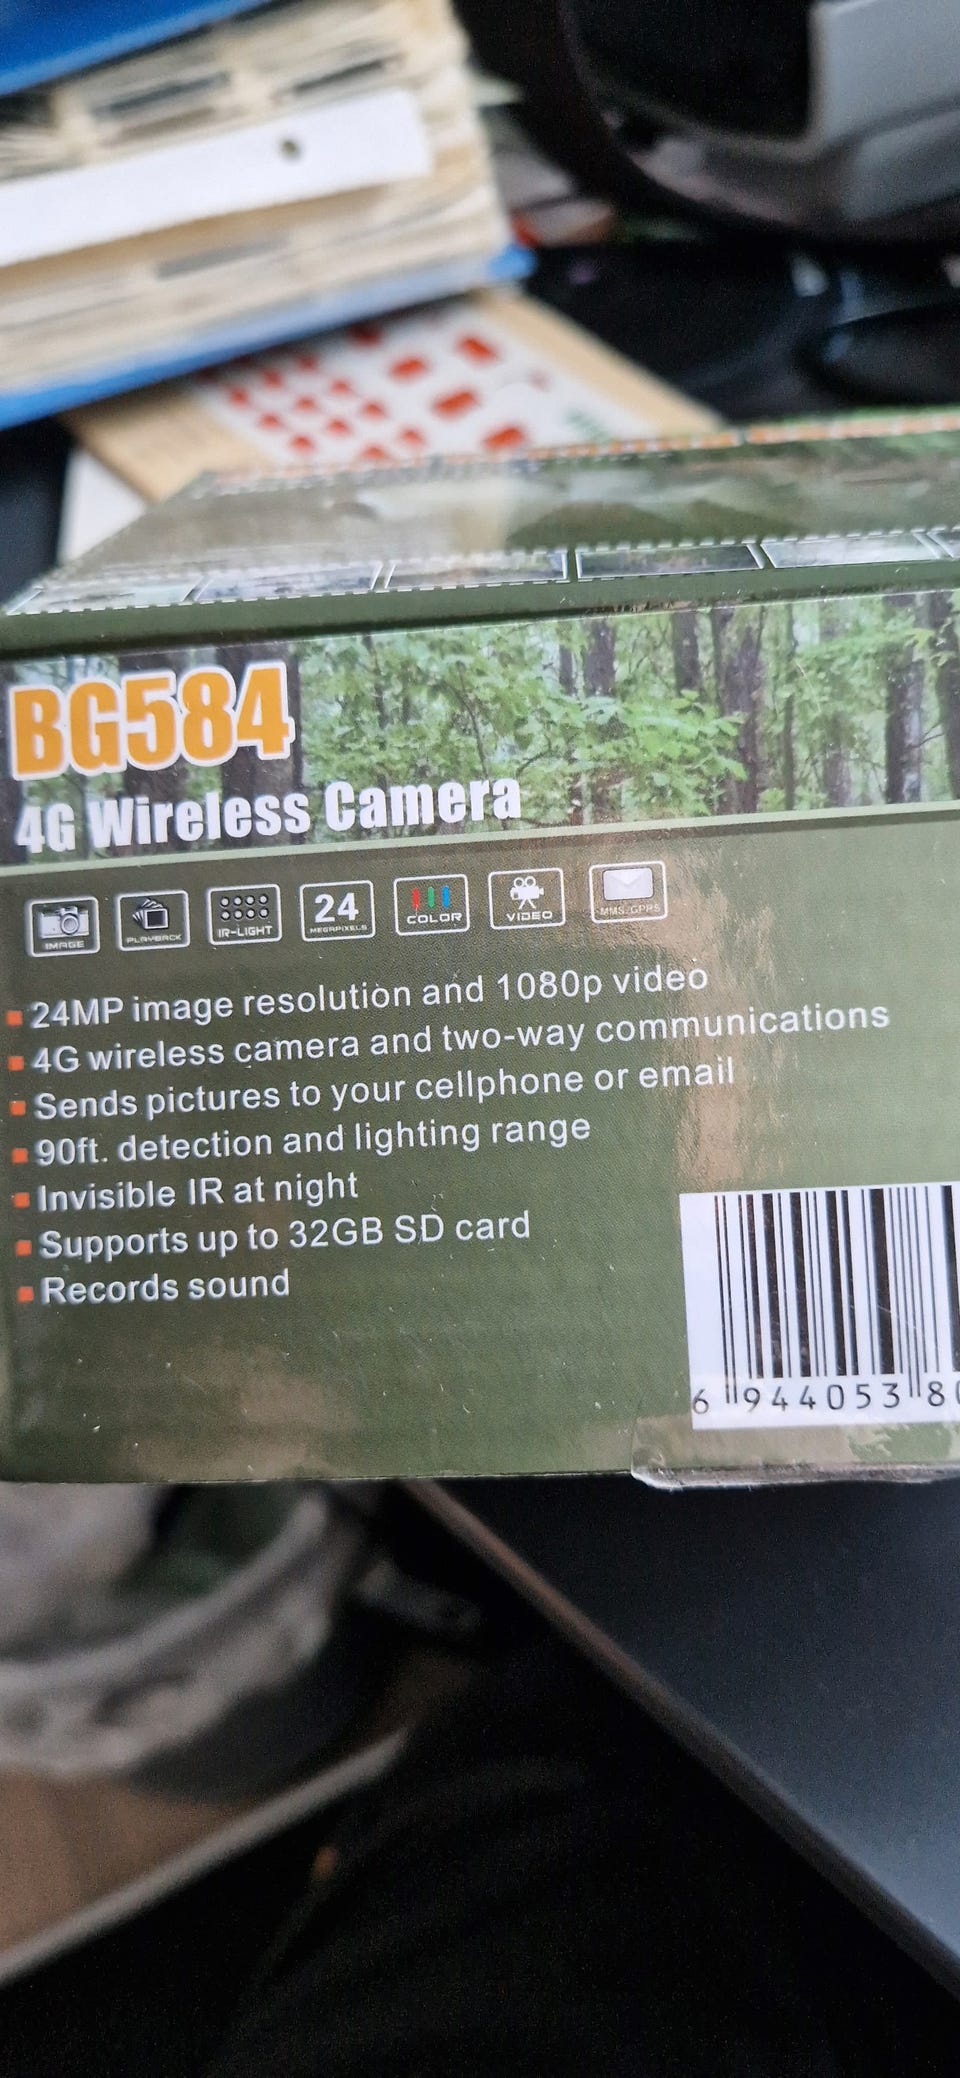 BG584
4G Wireless Camera
IMAGE
PLAYBACK
IR-LIGHT
24
MEGAPIXELS
COLOR
VIDEO
MMS, GPRS
24MP image resolution and 1080p video
4G wireless camera and two-way communications
Sends pictures to your cellphone or email
90ft. detection and lighting range
Invisible IR at night
Supports up to 32GB SD card
Records sound
6 944053 8